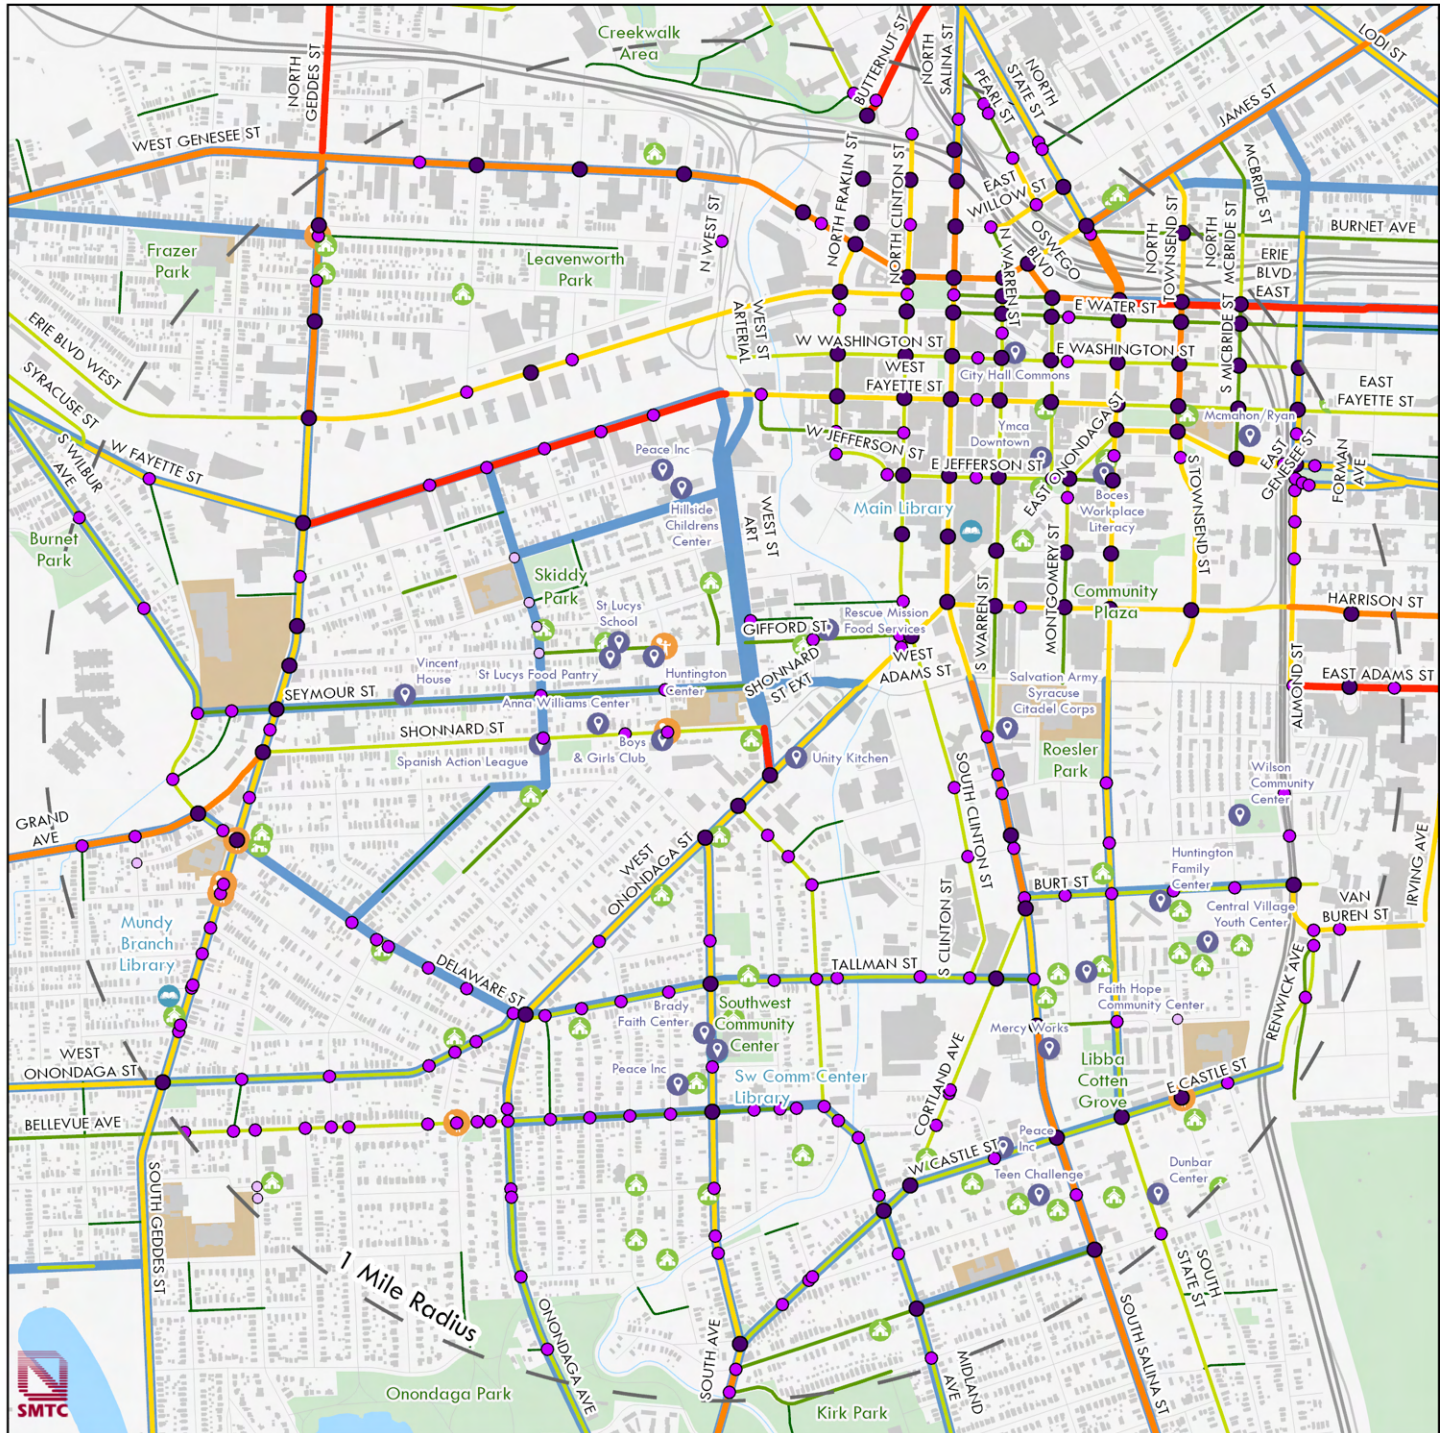 Creekwalk
Area
BUTTERNUT ST
NORTH
SALINA ST
PEARL ST
NORTH
STATE ST
LODI ST
JAMES ST
NORTH
GEDDES ST
WEST GENESEE ST
NORTH FRAKLIN ST
NORTH CLINTON ST
EAST
WILLOW ST
MCBRIDE ST
N WEST ST
N WARREN ST
OSWEGO
BLVD
NORTH
TOWNSEND ST
NORTH
MCBRIDE ST
BURNET AVE
ERIE
BLVD
EAST
Frazer
Park
Leavenworth
Park
E WATER ST
ERIE BLVD WEST
WEST ST
ARTERIAL
W WASHINGTON ST
E WASHINGTON ST
City Hall Commons
S MCBRIDE ST
SYRACUSE ST
WEST
FAYETTE ST
EAST
FAYETTE ST
S WILBUR
AVE
W FAYETTE ST
W JEFFERSON ST
Ymca
Downtown
EAST ONONDAGA ST
Mcmahon/Ryan
Peace Inc
E JEFFERSON ST
EAST
GENESEE ST
FORMAN
AVE
Hillside
Childrens
Center
WEST ST
ART
Main Library
Boces
Workplace
Literacy
S TOWNSEND ST
Burnet
Park
Skiddy
Park
St Lucys
School
MONTGOMERY ST
Community
Plaza
HARRISON ST
S WARREN ST
GIFFORD ST
Rescue Mission
Food Services
Vincent
House
St Lucys Food Pantry
Huntington
Center
SHONNARD
ST EXT
WEST
ADAMS ST
Salvation Army
Syracuse
Citadel Corps
EAST ADAMS ST
ALMOND ST
SEYMOUR ST
Anna Williams Center
SHONNARD ST
Spanish Action League
Boys
& Girls Club
Unity Kitchen
SOUTH CLINTON ST
Roesler
Park
Wilson
Community
Center
GRAND
AVE
WEST
ONONDAGA ST
BURT ST
Huntington
Family
Center
IRVING AVE
Central Village
Youth Center
VAN
BUREN ST
Mundy
Branch
Library
DELAWARE ST
TALLMAN ST
S CLINTON ST
Faith Hope
Community Center
RENWICK AVE
Brady
Faith Center
Southwest
Community
Center
Mercy Works
WEST
ONONDAGA ST
Peace Inc
Sw Comm Center
Library
CORTLAND AVE
Libba
Cotten
Grove
E CASTLE ST
BELLEVUE AVE
W CASTLE ST
Peace
Inc
Teen Challenge
Dunbar
Center
SOUTH GEDDES ST
1 Mile Radius
SOUTH
STATE ST
ONONDAGA AVE
SOUTH AVE
MIDLAND
AVE
SOUTH SALINA ST
Onondaga Park
Kirk Park
SMTC